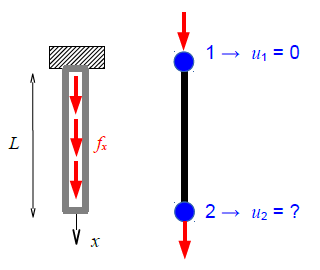 1 → u₁ = 0
L
fₓ
2 → u₂ = ?
x